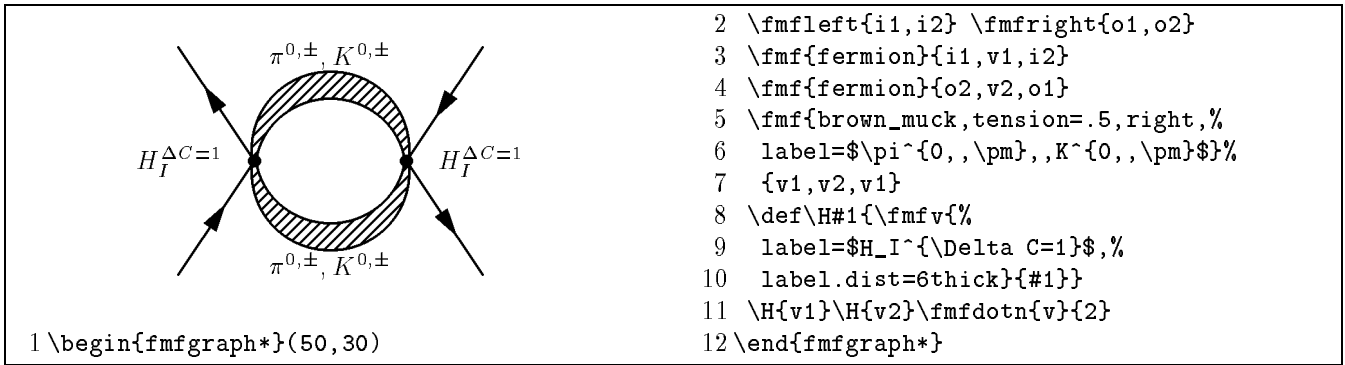 π^{0,±}, K^{0,±}
H_I^{ΔC=1} H_I^{ΔC=1}
π^{0,±}, K^{0,±}
1 \begin{fmfgraph*}(50,30)
2 \fmfleft{i1,i2} \fmfright{o1,o2}
3 \fmf{fermion}{i1,v1,i2}
4 \fmf{fermion}{o2,v2,o1}
5 \fmf{brown_muck,tension=.5,right,%
6 label=$\pi^{0,,\pm},,K^{0,,\pm}$}%
7 {v1,v2,v1}
8 \def\H#1{\fmfv{%
9 label=$H_I^{\Delta C=1}$,%
10 label.dist=6thick}{#1}}
11 \H{v1}\H{v2}\fmfdotn{v}{2}
12 \end{fmfgraph*}